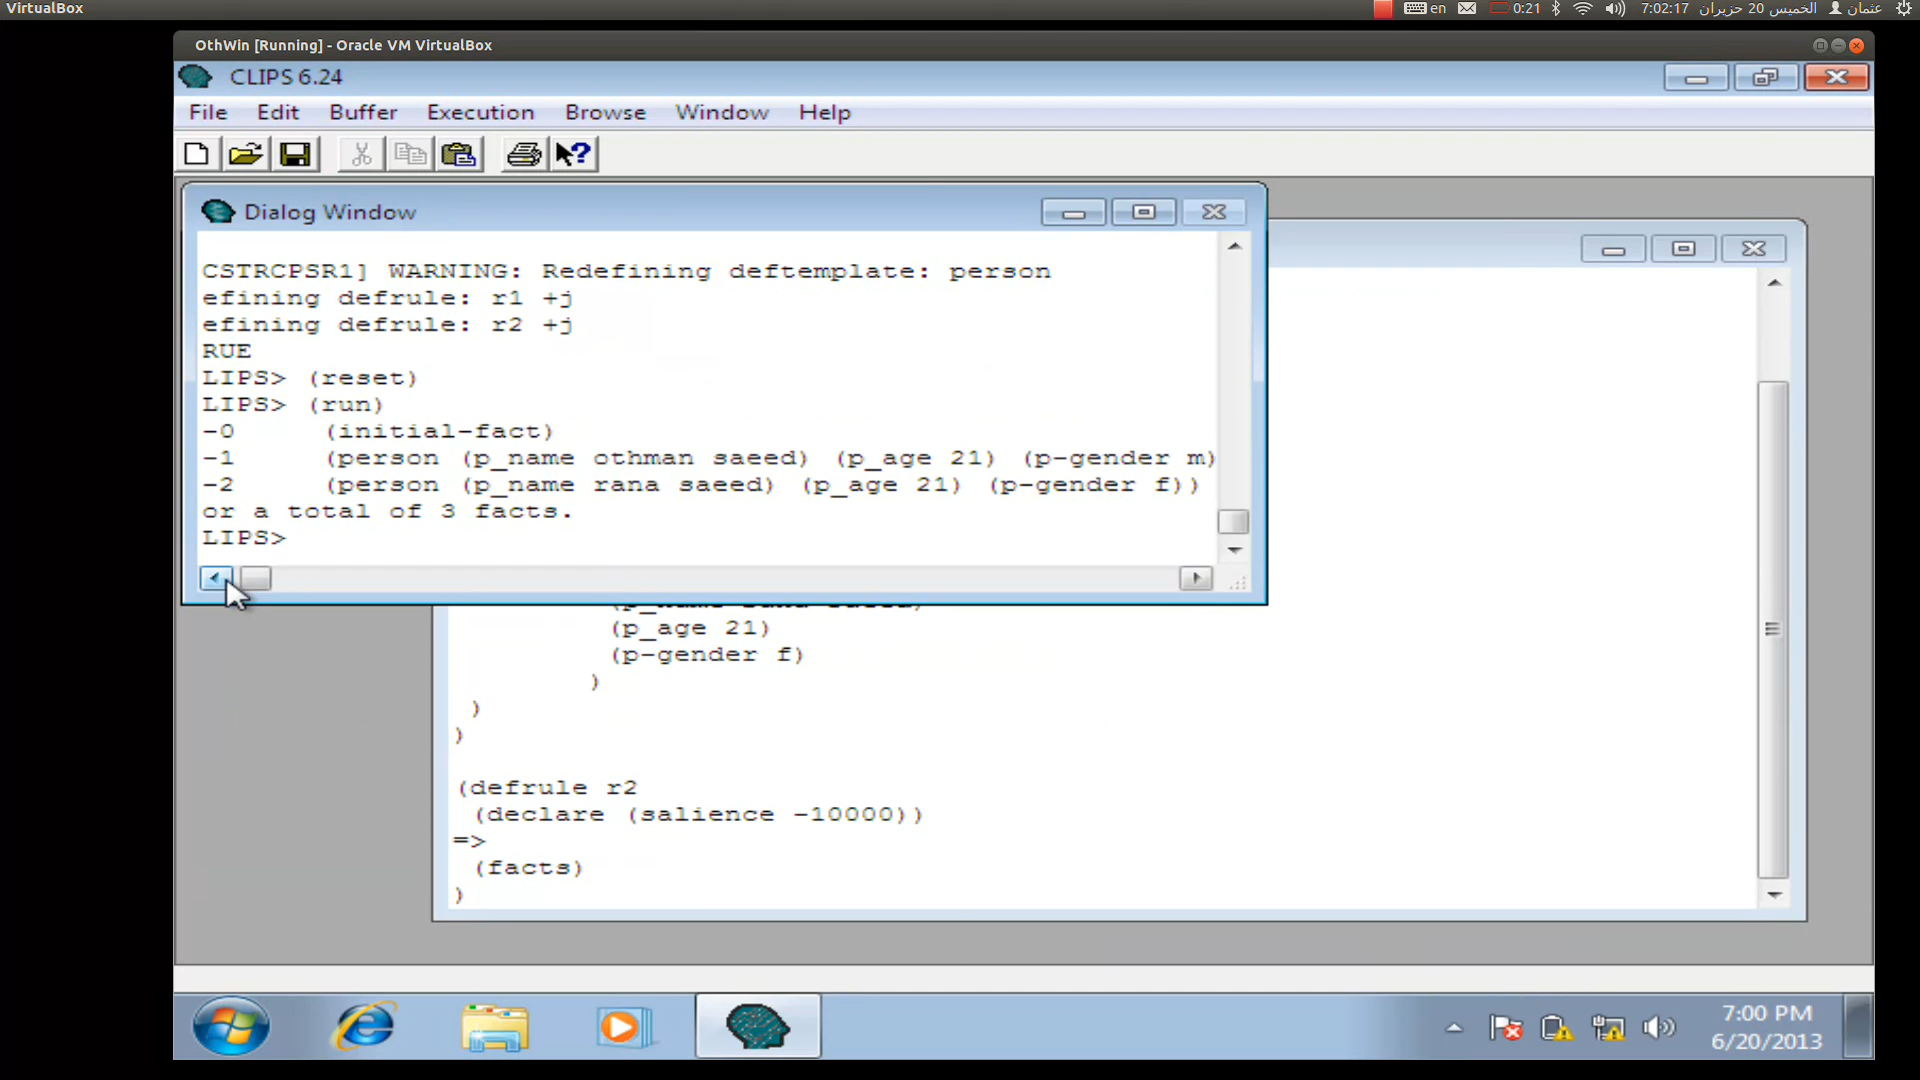 VirtualBox
en
0:21
7:02:17 الخميس 20 حزيران
عثمان
OthWin [Running] - Oracle VM VirtualBox
CLIPS 6.24
File Edit Buffer Execution Browse Window Help
Dialog Window
CSTRCPSR1] WARNING: Redefining deftemplate: person
efining defrule: r1 +j
efining defrule: r2 +j
RUE
LIPS> (reset)
LIPS> (run)
-0 (initial-fact)
-1 (person (p_name othman saeed) (p_age 21) (p-gender m)
-2 (person (p_name rana saeed) (p_age 21) (p-gender f))
or a total of 3 facts.
LIPS>
(p_age 21)
(p-gender f)
)
)
)
(defrule r2
(declare (salience -10000))
=>
(facts)
)
7:00 PM
6/20/2013